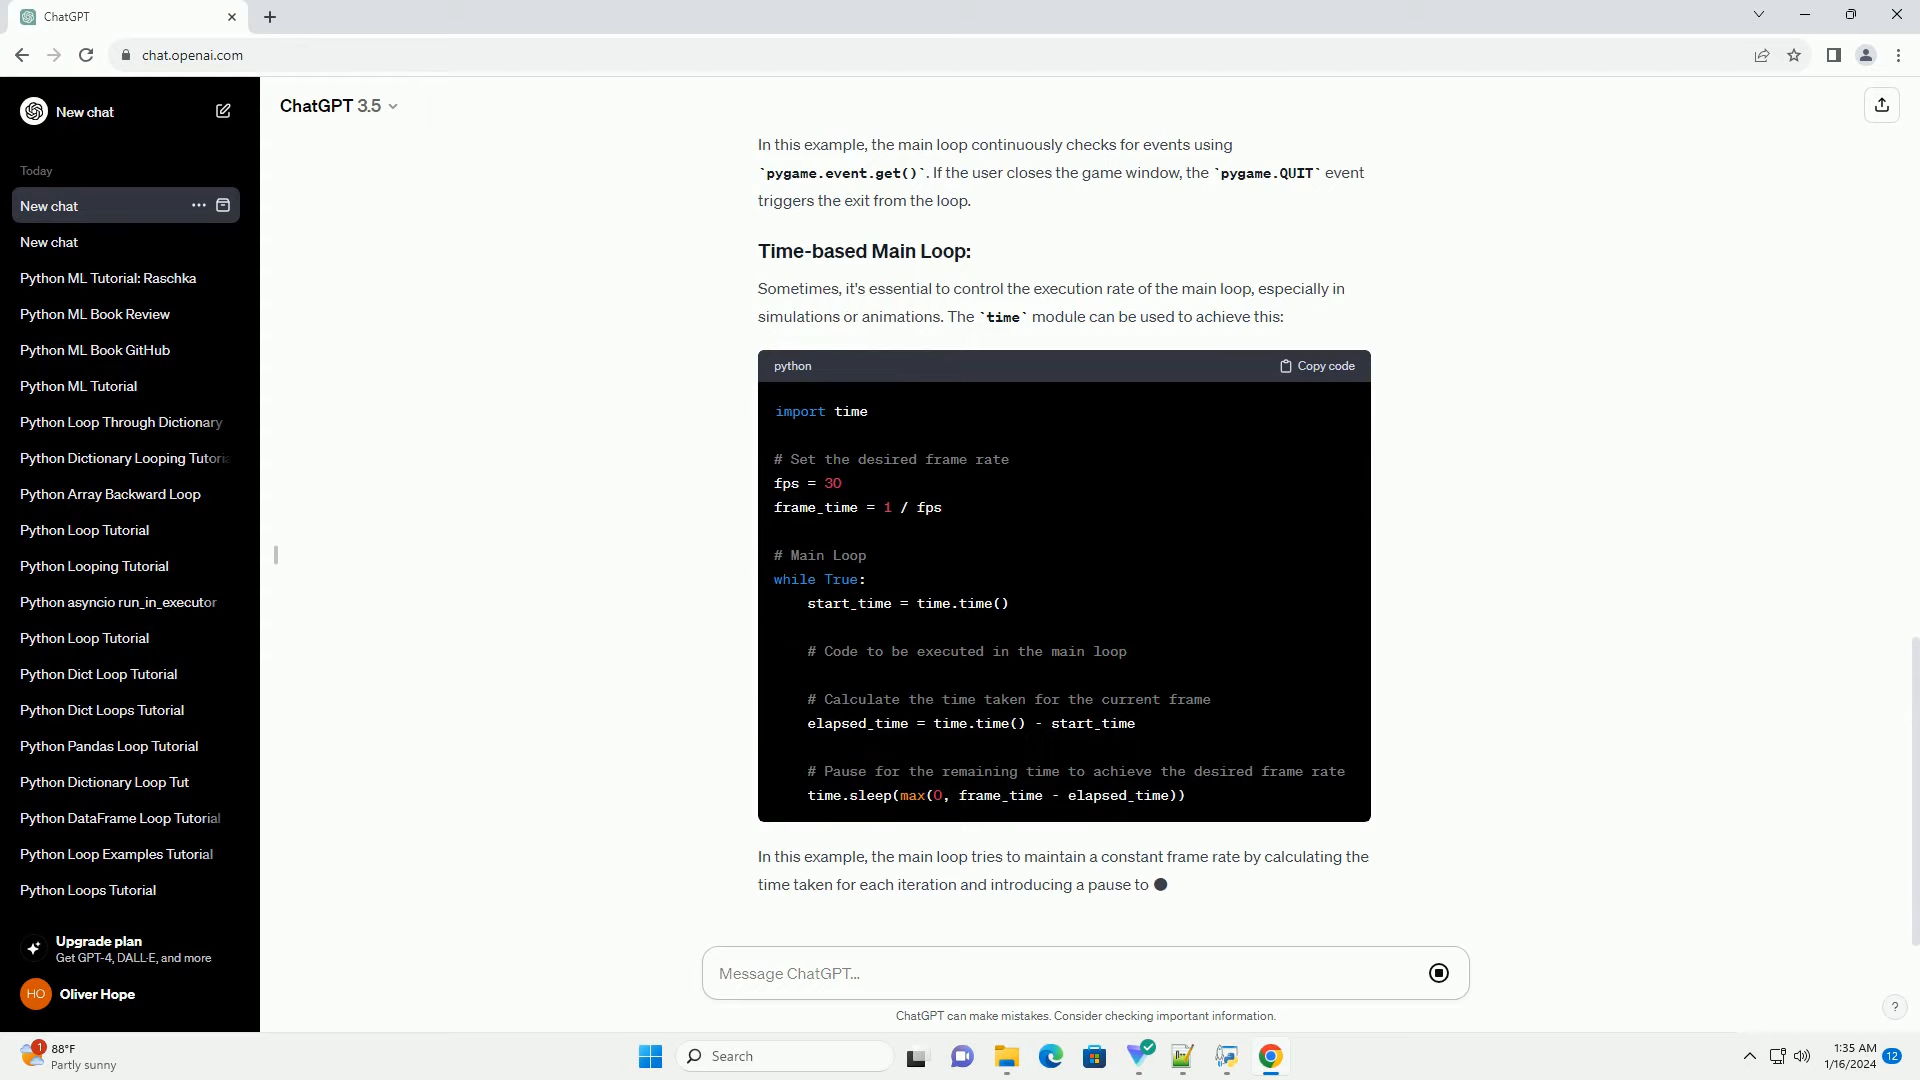 ChatGPT
chat.openai.com
New chat
Today
New chat
New chat
Python ML Tutorial: Raschka
Python ML Book Review
Python ML Book GitHub
Python ML Tutorial
Python Loop Through Dictionary
Python Dictionary Looping Tutoria
Python Array Backward Loop
Python Loop Tutorial
Python Looping Tutorial
Python asyncio run_in_executor
Python Loop Tutorial
Python Dict Loop Tutorial
Python Dict Loops Tutorial
Python Pandas Loop Tutorial
Python Dictionary Loop Tut
Python DataFrame Loop Tutorial
Python Loop Examples Tutorial
Python Loops Tutorial
Upgrade plan
Get GPT-4, DALL·E, and more
HO
Oliver Hope
ChatGPT 3.5
In this example, the main loop continuously checks for events using
`pygame.event.get()`. If the user closes the game window, the `pygame.QUIT` event
triggers the exit from the loop.
Time-based Main Loop:
Sometimes, it's essential to control the execution rate of the main loop, especially in
simulations or animations. The `time` module can be used to achieve this:
python
Copy code
import time
# Set the desired frame rate
fps = 30
frame_time = 1 / fps
# Main Loop
while True:
start_time = time.time()
# Code to be executed in the main loop
# Calculate the time taken for the current frame
elapsed_time = time.time() - start_time
# Pause for the remaining time to achieve the desired frame rate
time.sleep(max(0, frame_time - elapsed_time))
In this example, the main loop tries to maintain a constant frame rate by calculating the
time taken for each iteration and introducing a pause to
Message ChatGPT...
ChatGPT can make mistakes. Consider checking important information.
?
1
88°F
Partly sunny
Search
1:35 AM
1/16/2024
12